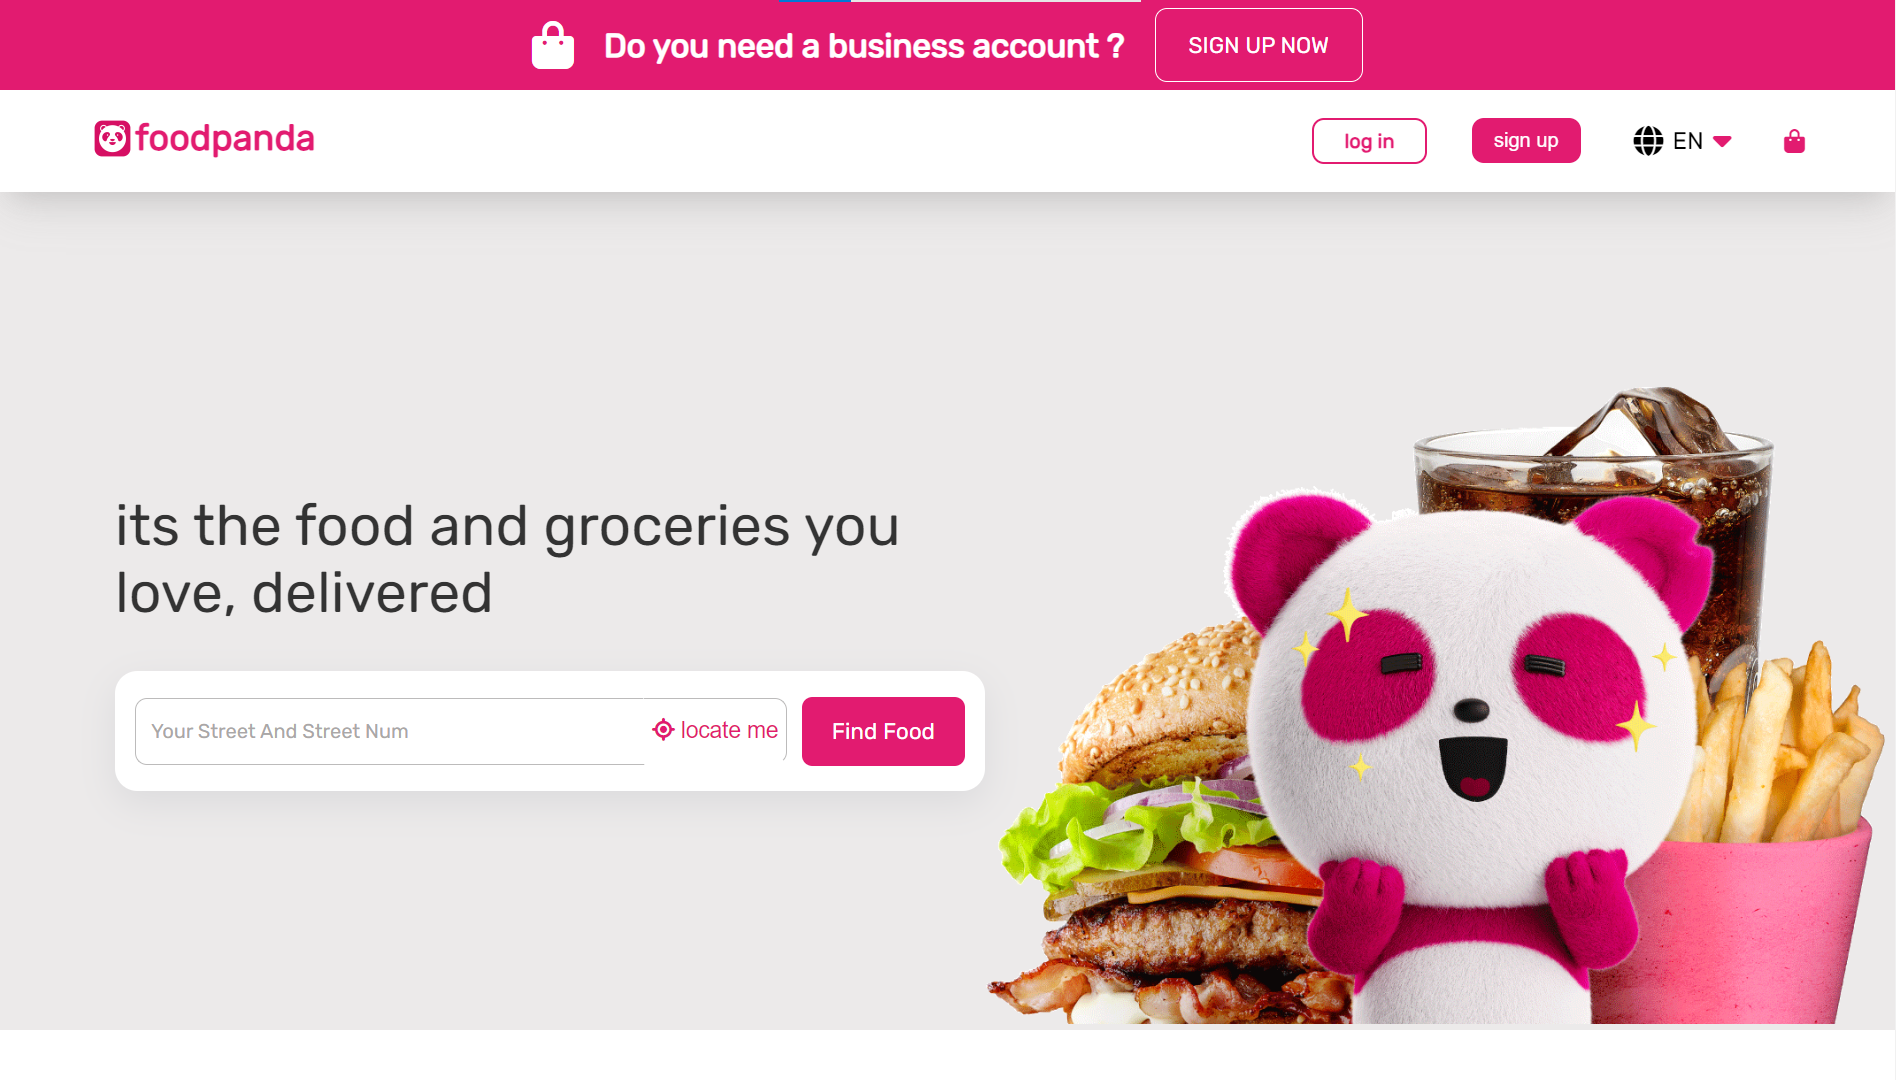 Do you need a business account ?
SIGN UP NOW
foodpanda
log in
sign up
EN
its the food and groceries you
love, delivered
Your Street And Street Num
locate me
Find Food